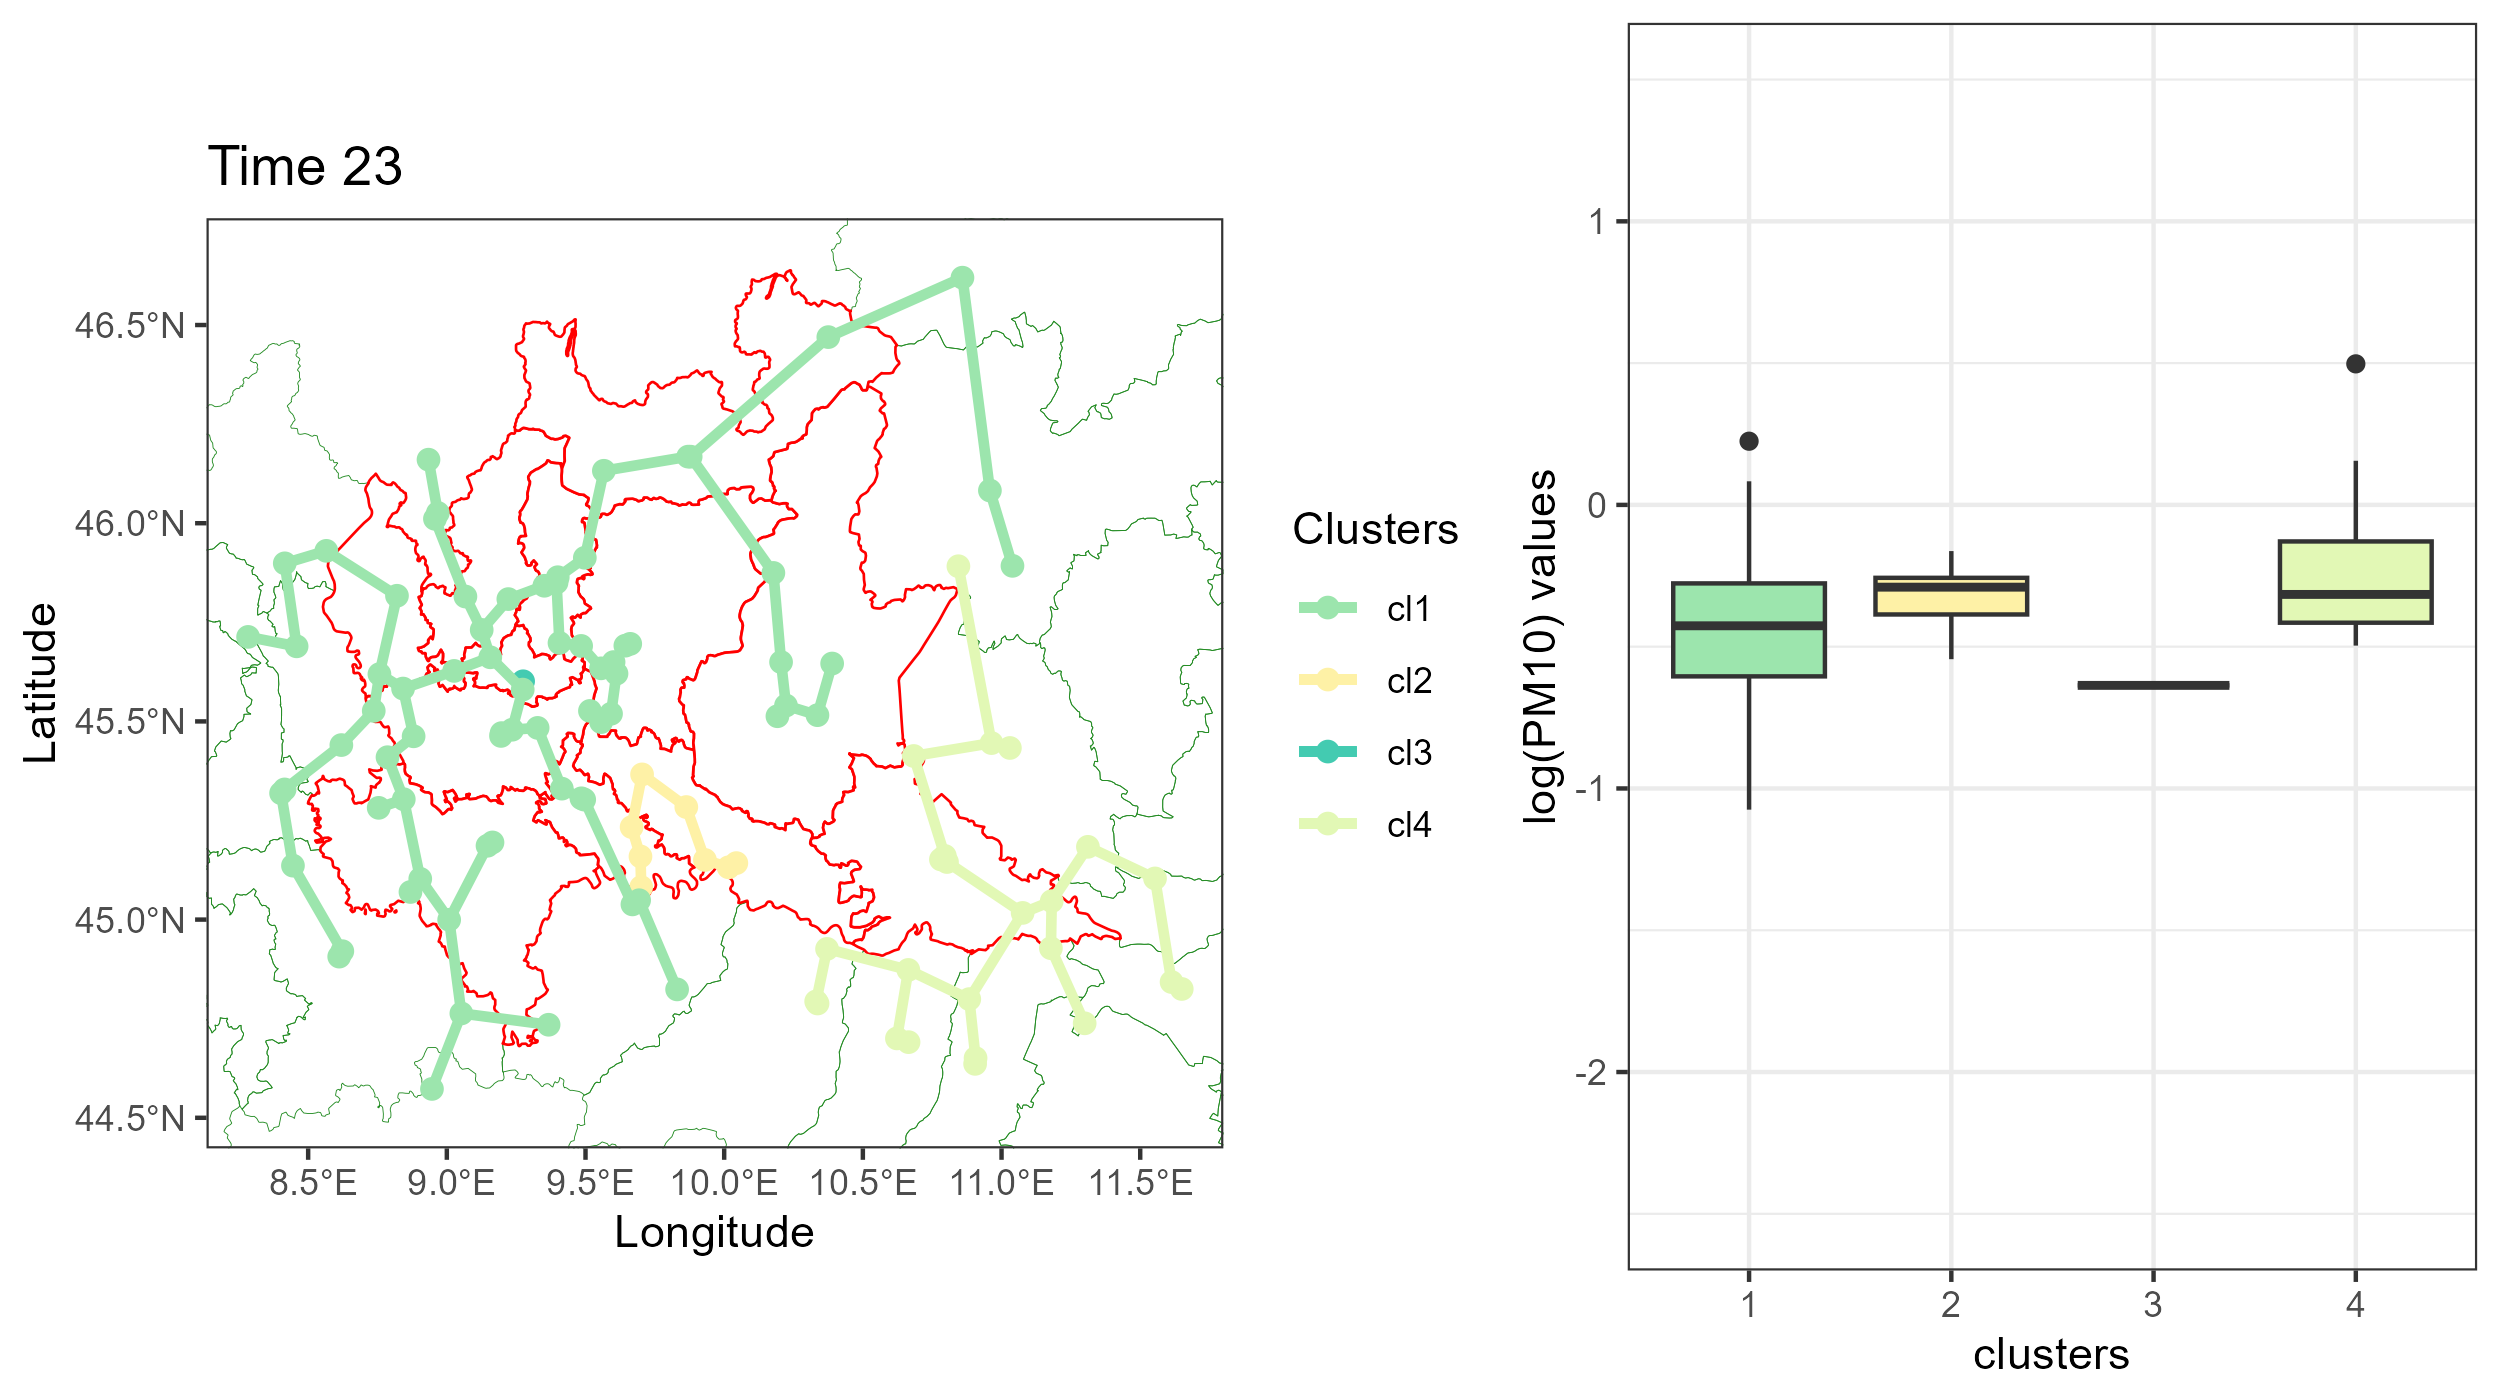 Time 23
46.5°N
46.0°N
45.5°N
45.0°N
44.5°N
8.5°E 9.0°E 9.5°E 10.0°E 10.5°E 11.0°E 11.5°E
Longitude
Latitude
Clusters
cl1
cl2
cl3
cl4
log(PM10) values
1
0
-1
-2
1 2 3 4
clusters